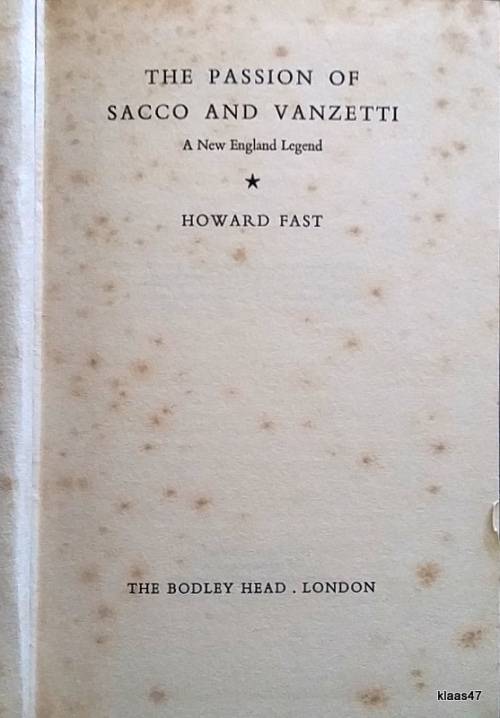 THE PASSION OF
SACCO AND VANZETTI
A New England Legend
HOWARD FAST
THE BODLEY HEAD . LONDON
klaas47